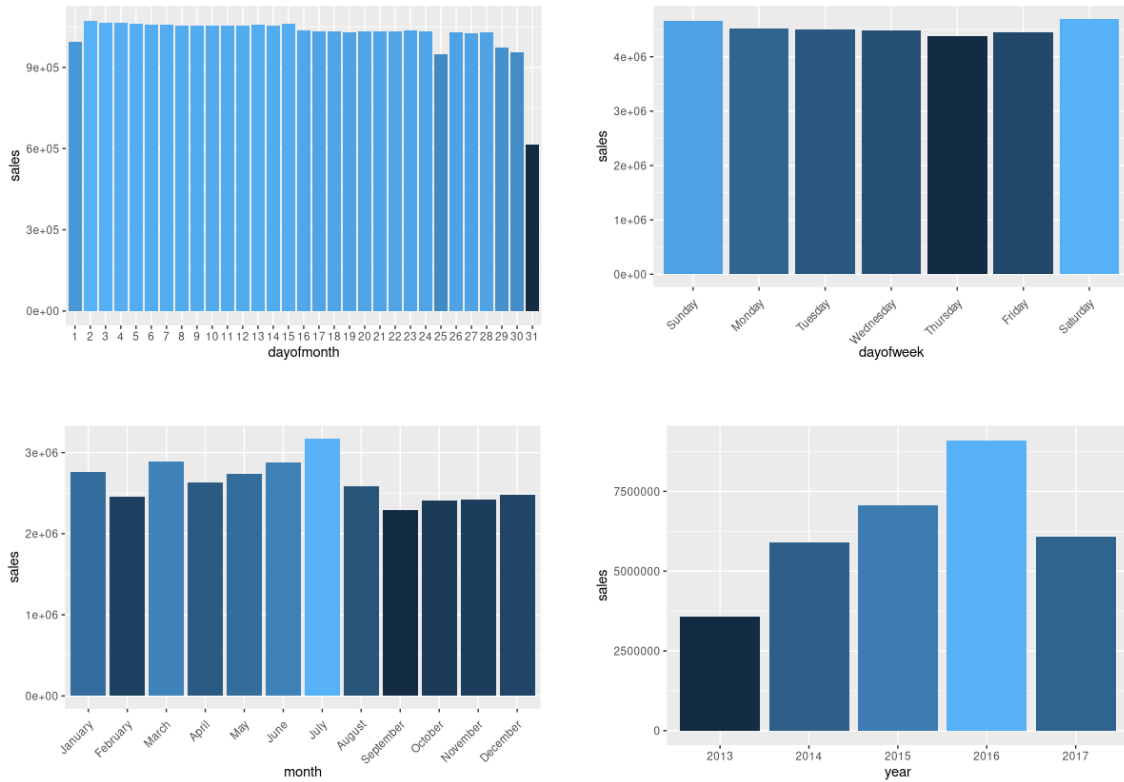 9e+05
6e+05
3e+05
0e+00
sales
1 2 3 4 5 6 7 8 9 10 11 12 13 14 15 16 17 18 19 20 21 22 23 24 25 26 27 28 29 30 31
dayofmonth
4e+06
3e+06
2e+06
1e+06
0e+00
sales
Sunday Monday Tuesday Wednesday Thursday Friday Saturday
dayofweek
3e+06
2e+06
1e+06
0e+00
sales
January February March April May June July August September October November December
month
7500000
5000000
2500000
0
sales
2013 2014 2015 2016 2017
year